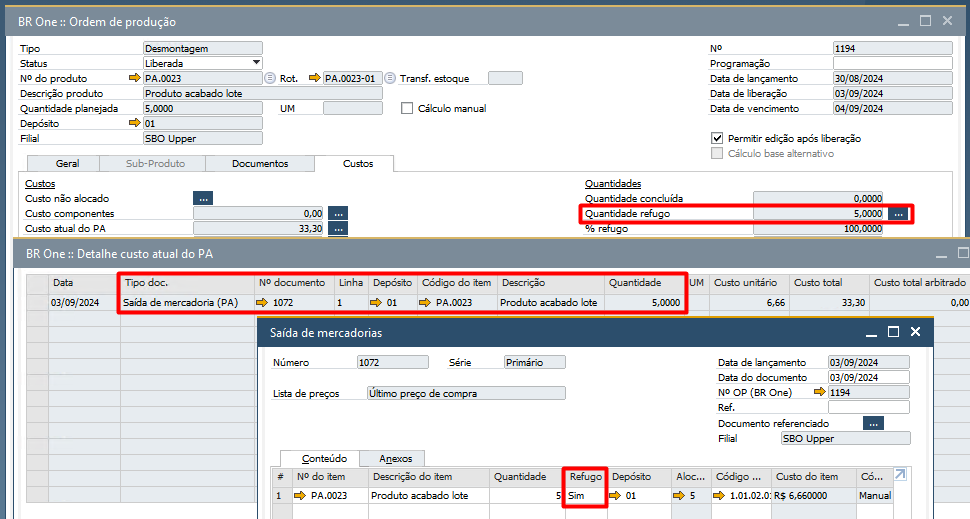 BR One :: Ordem de produção
Tipo Desmontagem Nº 1194
Status Liberada Programação
Nº do produto PA.0023 Rot. PA.0023-01 Transf. estoque Data de lançamento 30/08/2024
Descrição produto Produto acabado lote Data de liberação 03/09/2024
Quantidade planejada 5,0000 UM Cálculo manual Data de vencimento 04/09/2024
Depósito 01
Filial SBO Upper Permitir edição após liberação
Cálculo base alternativo
Geral Sub-Produto Documentos Custos
Custos Quantidades
Custo não alocado ... Quantidade concluída 0,0000
Custo componentes 0,00 ... Quantidade refugo 5,0000 ...
Custo atual do PA 33,30 ... % refugo 100,0000
BR One :: Detalhe custo atual do PA
Data Tipo doc. Nº documento Linha Depósito Código do item Descrição Quantidade UM Custo unitário Custo total Custo total arbitrado
03/09/2024 Saída de mercadoria (PA) 1072 1 01 PA.0023 Produto acabado lote 5,0000 6,66 33,30 0,00
Saída de mercadorias
Número 1072 Série Primário Data de lançamento 03/09/2024
Data do documento 03/09/2024
Lista de preços Último preço de compra Nº OP (BR One) 1194
Ref.
Documento referenciado ...
Filial SBO Upper
Conteúdo Anexos
# Nº do item Descrição do item Quantidade Refugo Depósito Aloc... Código ... Custo do item Có...
1 PA.0023 Produto acabado lote 5 Sim 01 5 1.01.02.01 R$ 6,660000 Manual